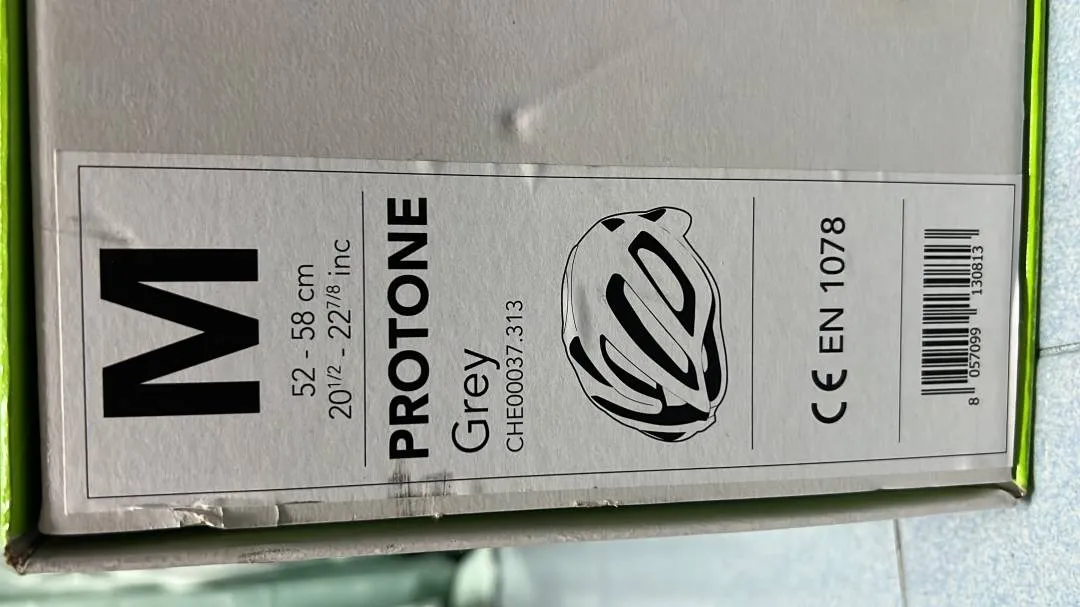 M
52 - 58 cm
20 1/2 - 22 7/8 inc
PROTONE
Grey
CHE00037.313
CE EN 1078
8 057099 130813